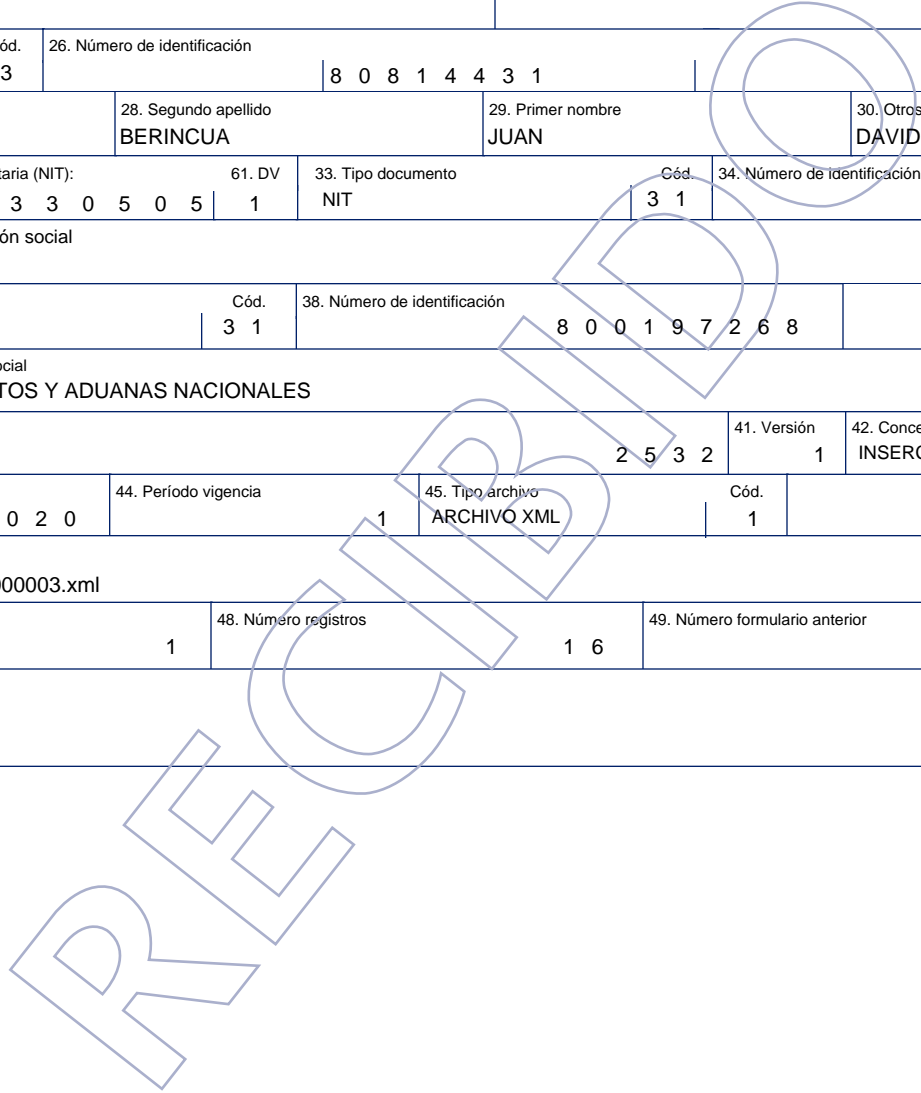 ód. 26. Número de identificación
3 8 0 8 1 4 4 3 1
28. Segundo apellido 29. Primer nombre 30. Otros
BERINCUA JUAN DAVID
taria (NIT): 61. DV 33. Tipo documento Cód. 34. Número de identificación
3 3 0 5 0 5 1 NIT 3 1
ón social
Cód. 38. Número de identificación
3 1 8 0 0 1 9 7 2 6 8
ocial
TOS Y ADUANAS NACIONALES
41. Versión 42. Conce
2 5 3 2 1 INSERC
44. Período vigencia 45. Tipo archivo Cód.
0 2 0 1 ARCHIVO XML 1
000003.xml
48. Número registros 49. Número formulario anterior
1 1 6
RECIBIDO